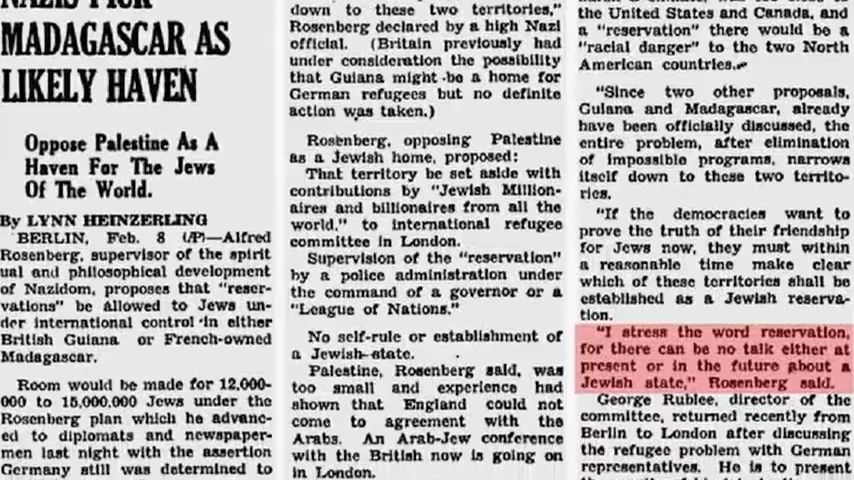 NAZIS PICK
MADAGASCAR AS
LIKELY HAVEN
Oppose Palestine As A
Haven For The Jews
Of The World.
By LYNN HEINZERLING
BERLIN, Feb. 8 (AP)—Alfred
Rosenberg, supervisor of the spirit
ual and philosophical development
of Nazidom, proposes that "reser-
vations" be allowed to Jews un-
der international control in either
British Guiana or French-owned
Madagascar.
Room would be made for 12,000-
000 to 15,000,000 Jews under the
Rosenberg plan which he advanc-
ed to diplomats and newspaper-
men last night with the assertion
Germany still was determined to
down to these two territories,"
Rosenberg declared by a high Nazi
official. (Britain previously had
under consideration the possibility
that Guiana might be a home for
German refugees but no definite
action was taken.)
Rosenberg, opposing Palestine
as a Jewish home, proposed:
That territory be set aside with
contributions by "Jewish Million-
aires and billionaires from all the
world," to international refugee
committee in London.
Supervision of the "reservation"
by a police administration under
the command of a governor or a
"League of Nations."
No self-rule or establishment of
a Jewish state.
Palestine, Rosenberg said, was
too small and experience had
shown that England could not
come to agreement with the
Arabs. An Arab-Jew conference
with the British now is going on
in London.
the United States and Canada, and
a "reservation" there would be a
"racial danger" to the two North
American countries.
"Since two other proposals,
Guiana and Madagascar, already
have been officially discussed, the
entire problem, after elimination
of impossible programs, narrows
itself down to these two territo-
ries.
"If the democracies want to
prove the truth of their friendship
for Jews now, they must within
a reasonable time make clear
which of these territories shall be
established as a Jewish reserva-
tion.
"I stress the word reservation,
for there can be no talk either at
present or in the future about a
Jewish state," Rosenberg said.
George Rublee, director of the
committee, returned recently from
Berlin to London after discussing
the refugee problem with German
representatives. He is to present